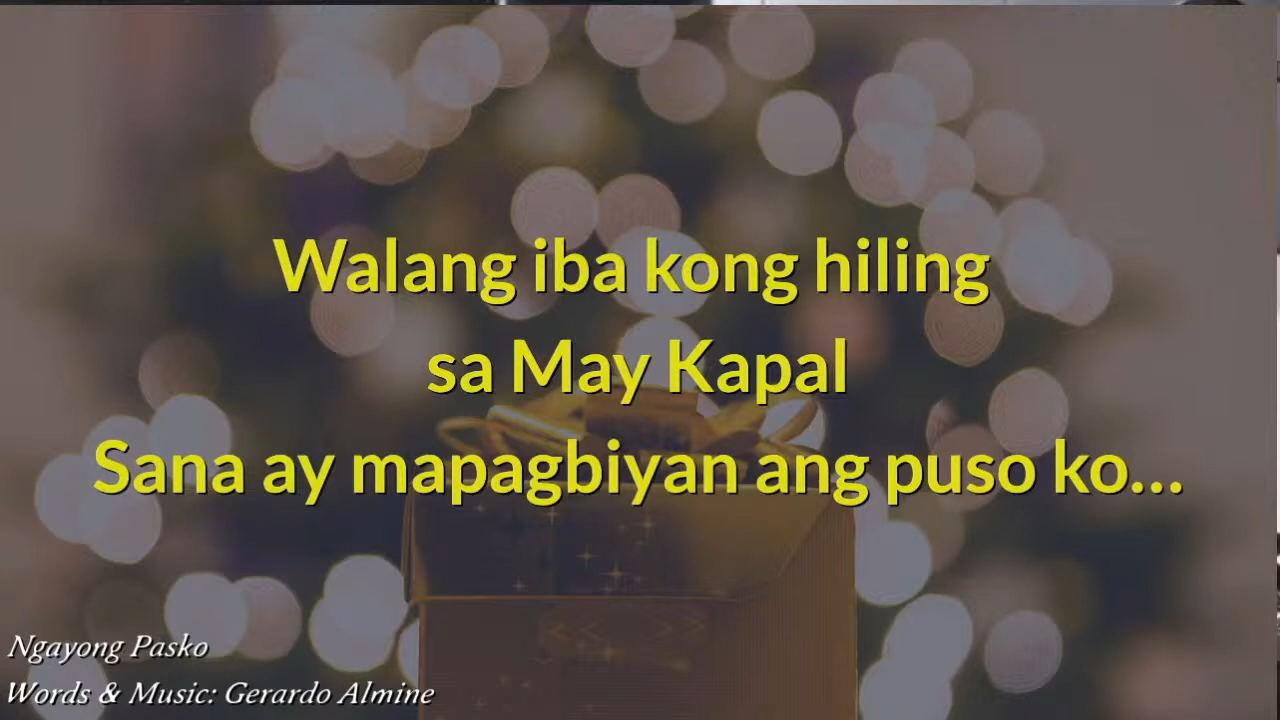 Walang iba kong hiling
sa May Kapal
Sana ay mapagbiyan ang puso ko...
Ngayong Pasko
Words & Music: Gerardo Almine